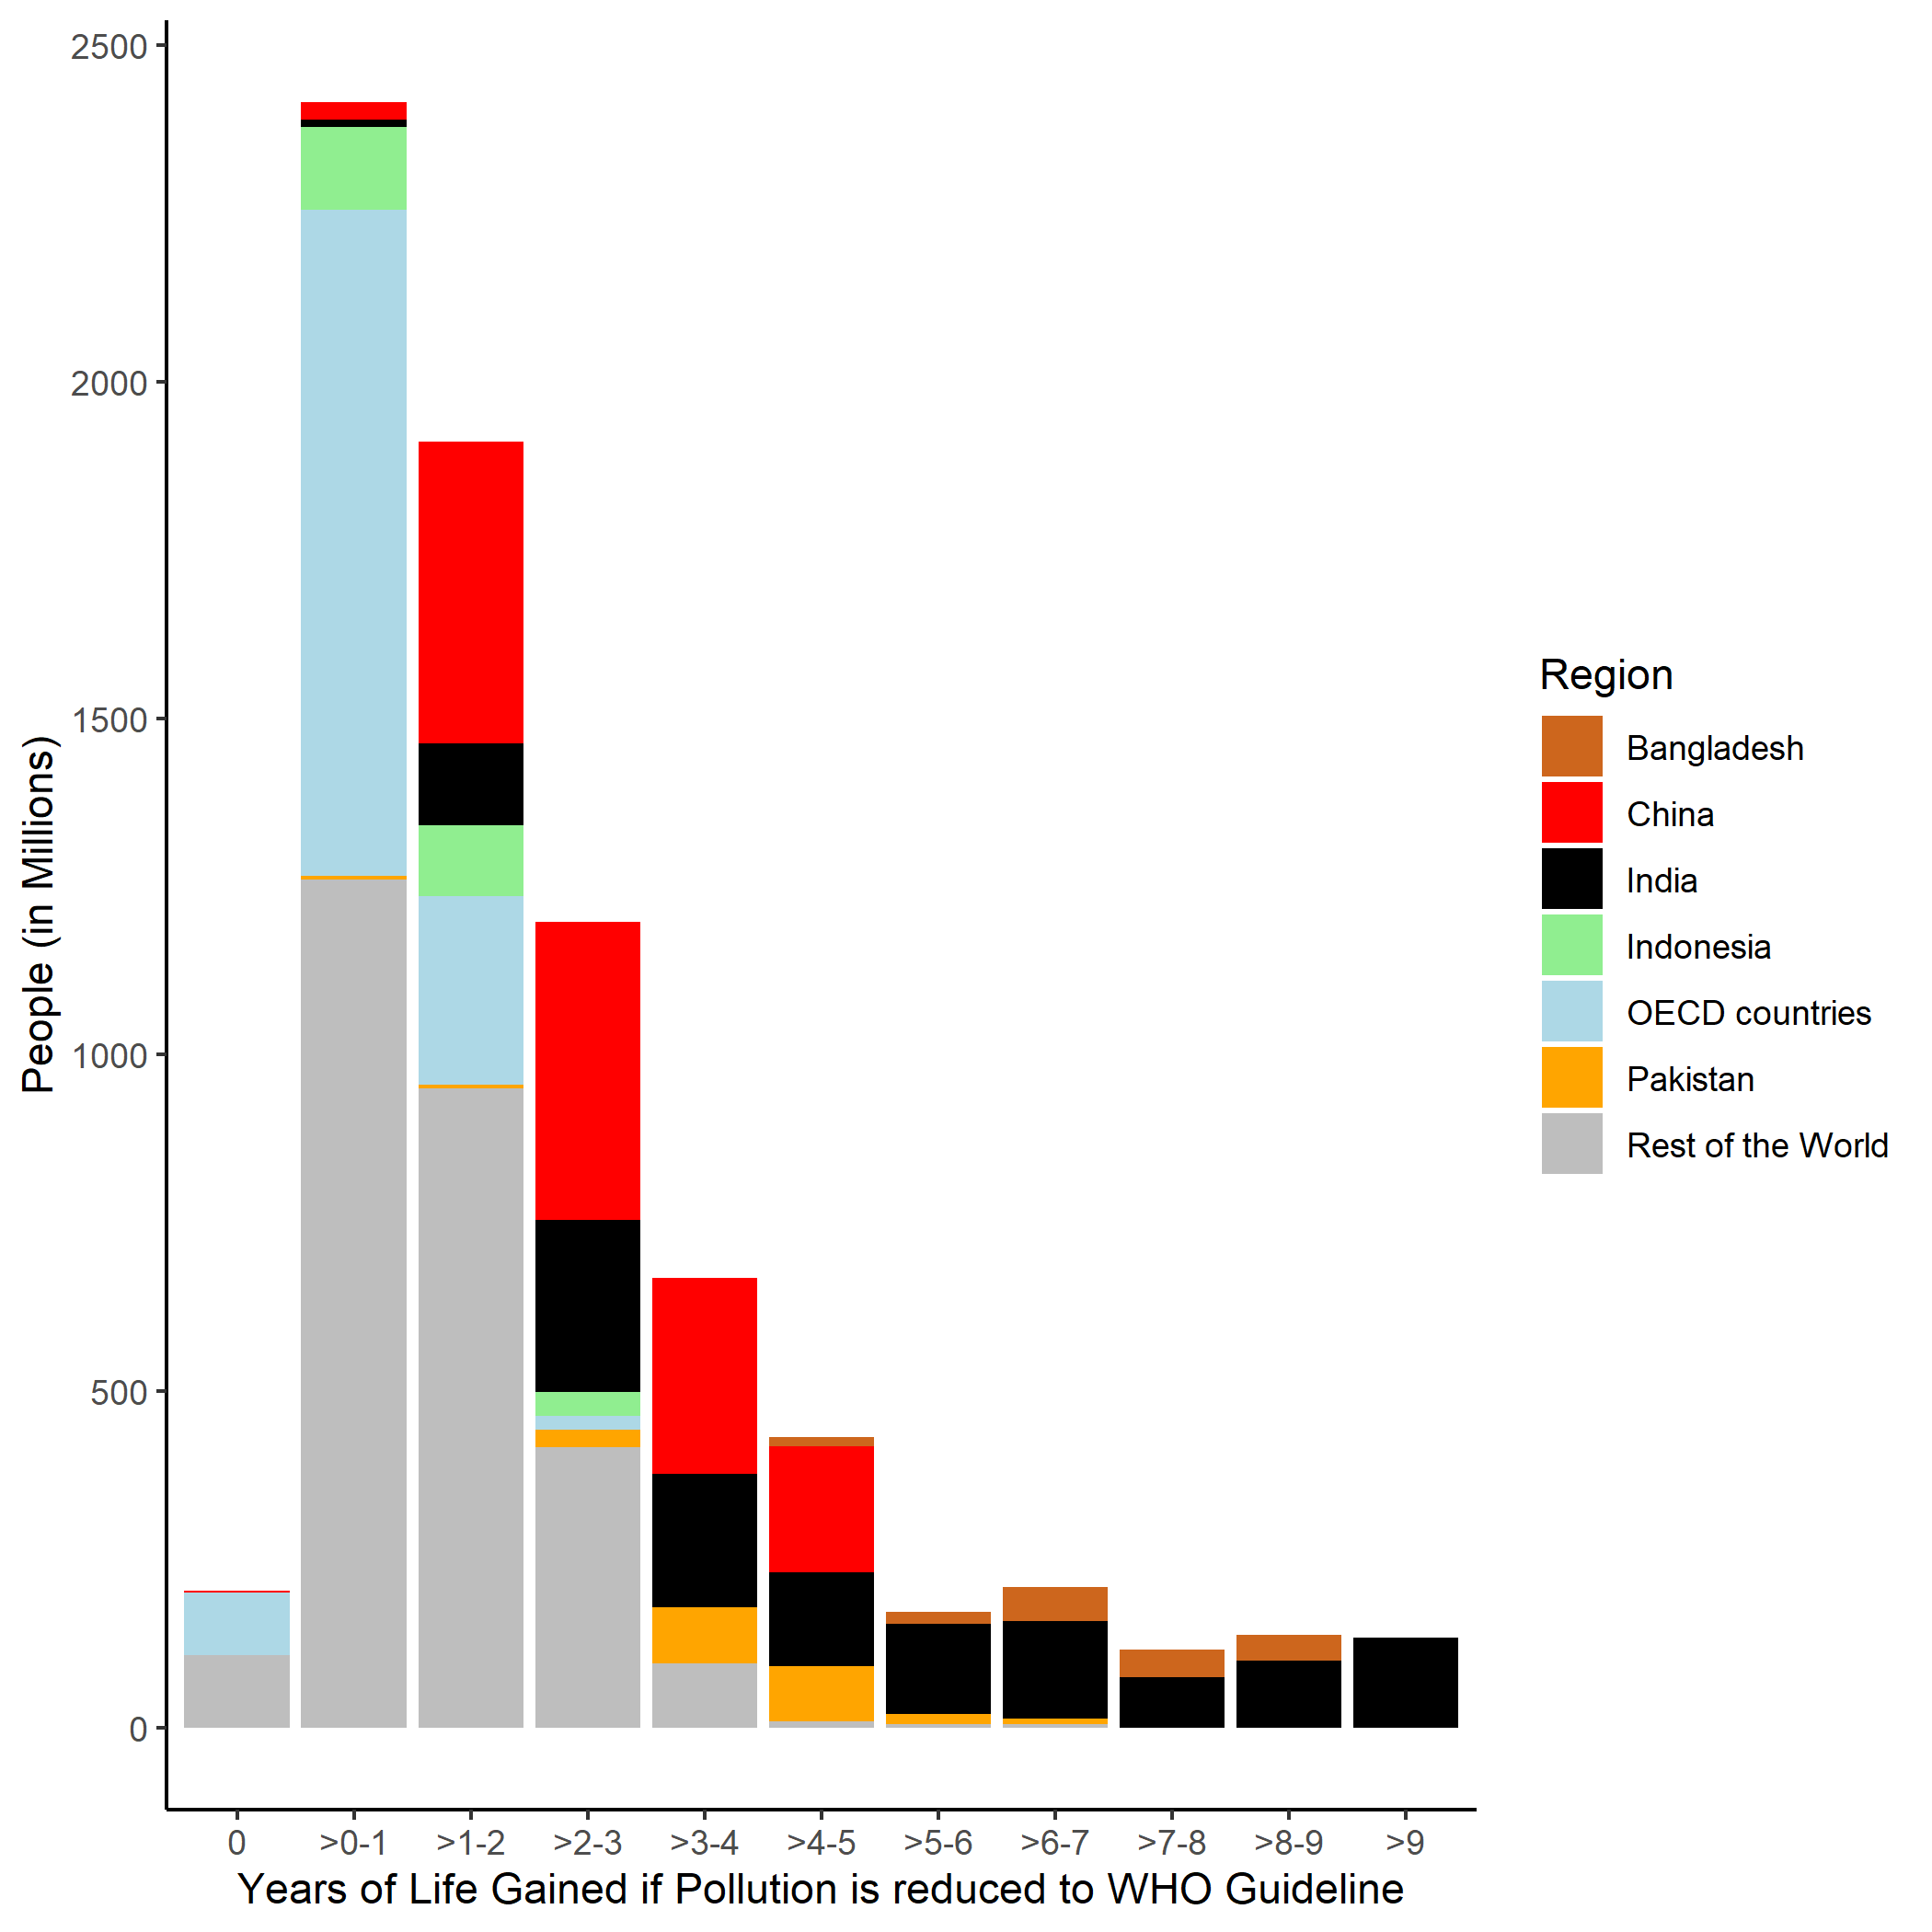 2500
2000
1500
1000
500
0
People (in Millions)
0 >0-1 >1-2 >2-3 >3-4 >4-5 >5-6 >6-7 >7-8 >8-9 >9
Years of Life Gained if Pollution is reduced to WHO Guideline
Region
Bangladesh
China
India
Indonesia
OECD countries
Pakistan
Rest of the World